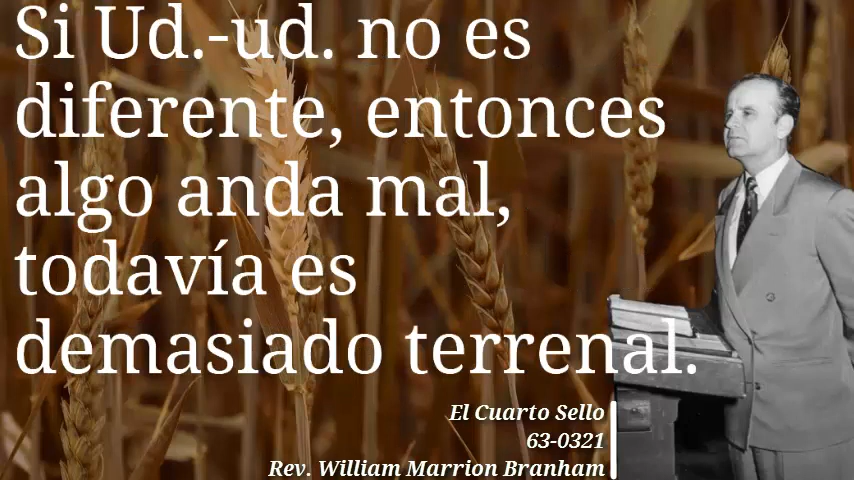 Si Ud.-ud. no es
diferente, entonces
algo anda mal,
todavía es
demasiado terrenal.
El Cuarto Sello
63-0321
Rev. William Marrion Branham